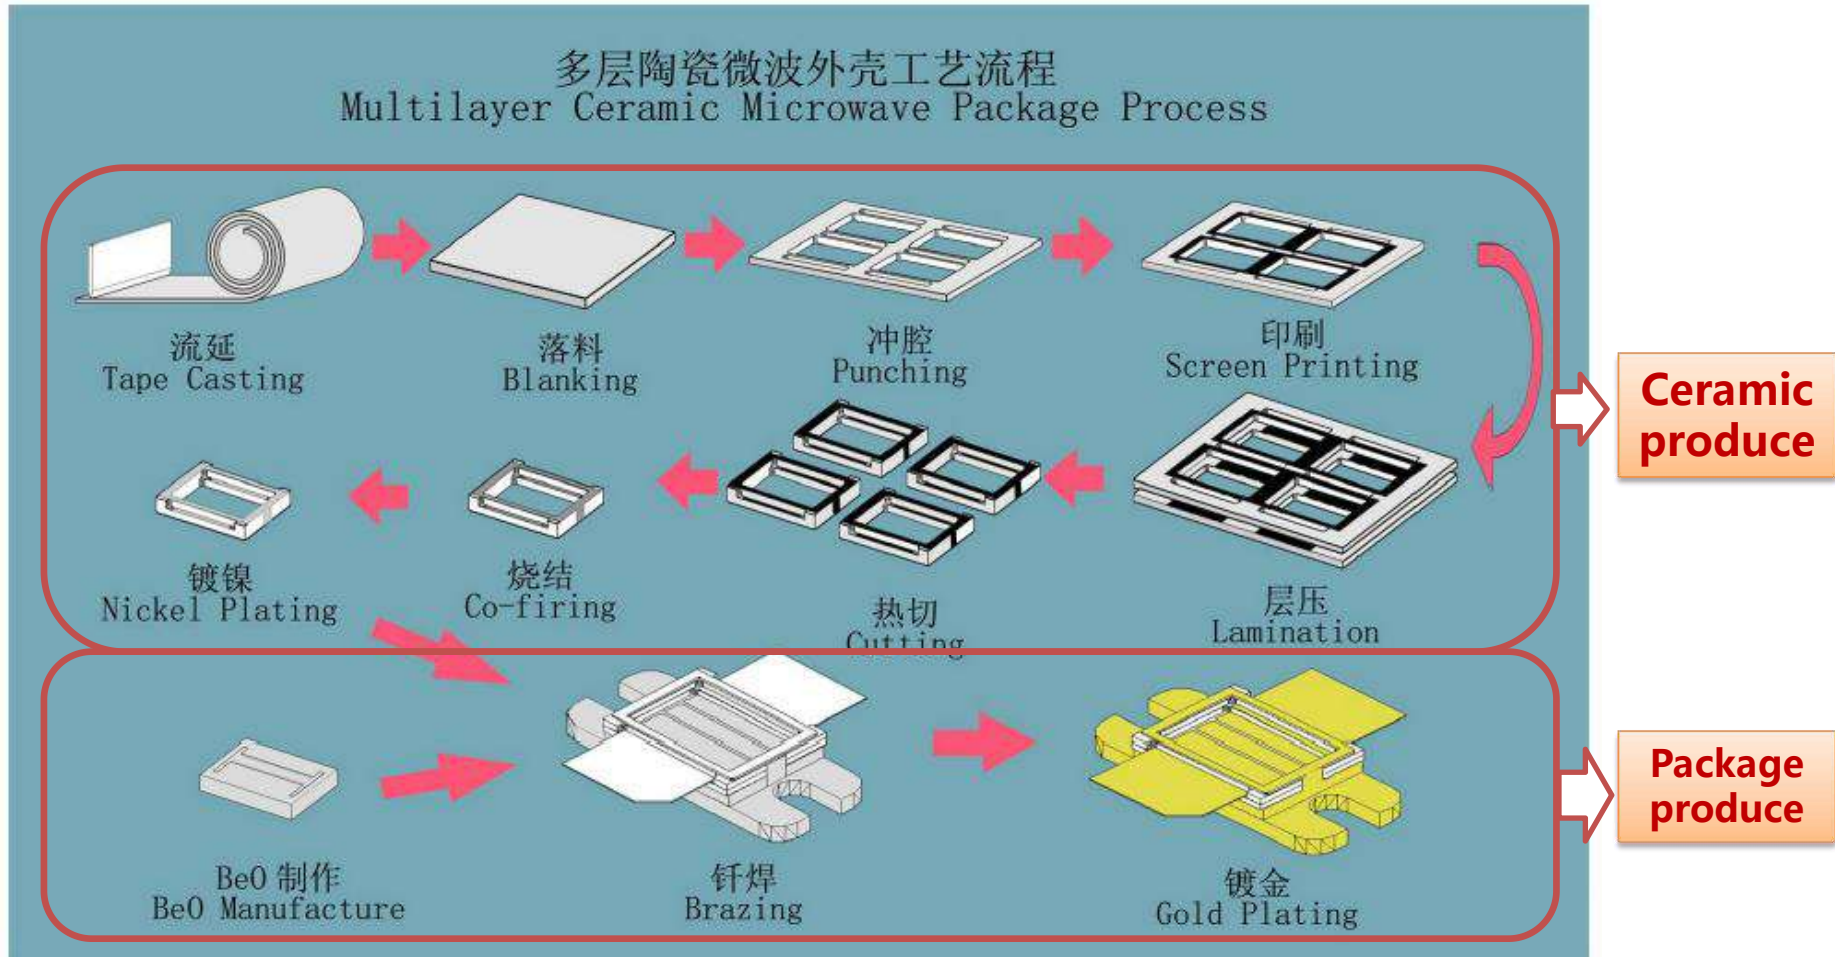 多层陶瓷微波外壳工艺流程
Multilayer Ceramic Microwave Package Process
流延
Tape Casting
落料
Blanking
冲腔
Punching
印刷
Screen Printing
镀镍
Nickel Plating
烧结
Co-firing
热切
Cutting
层压
Lamination
Ceramic
produce
BeO 制作
BeO Manufacture
钎焊
Brazing
镀金
Gold Plating
Package
produce